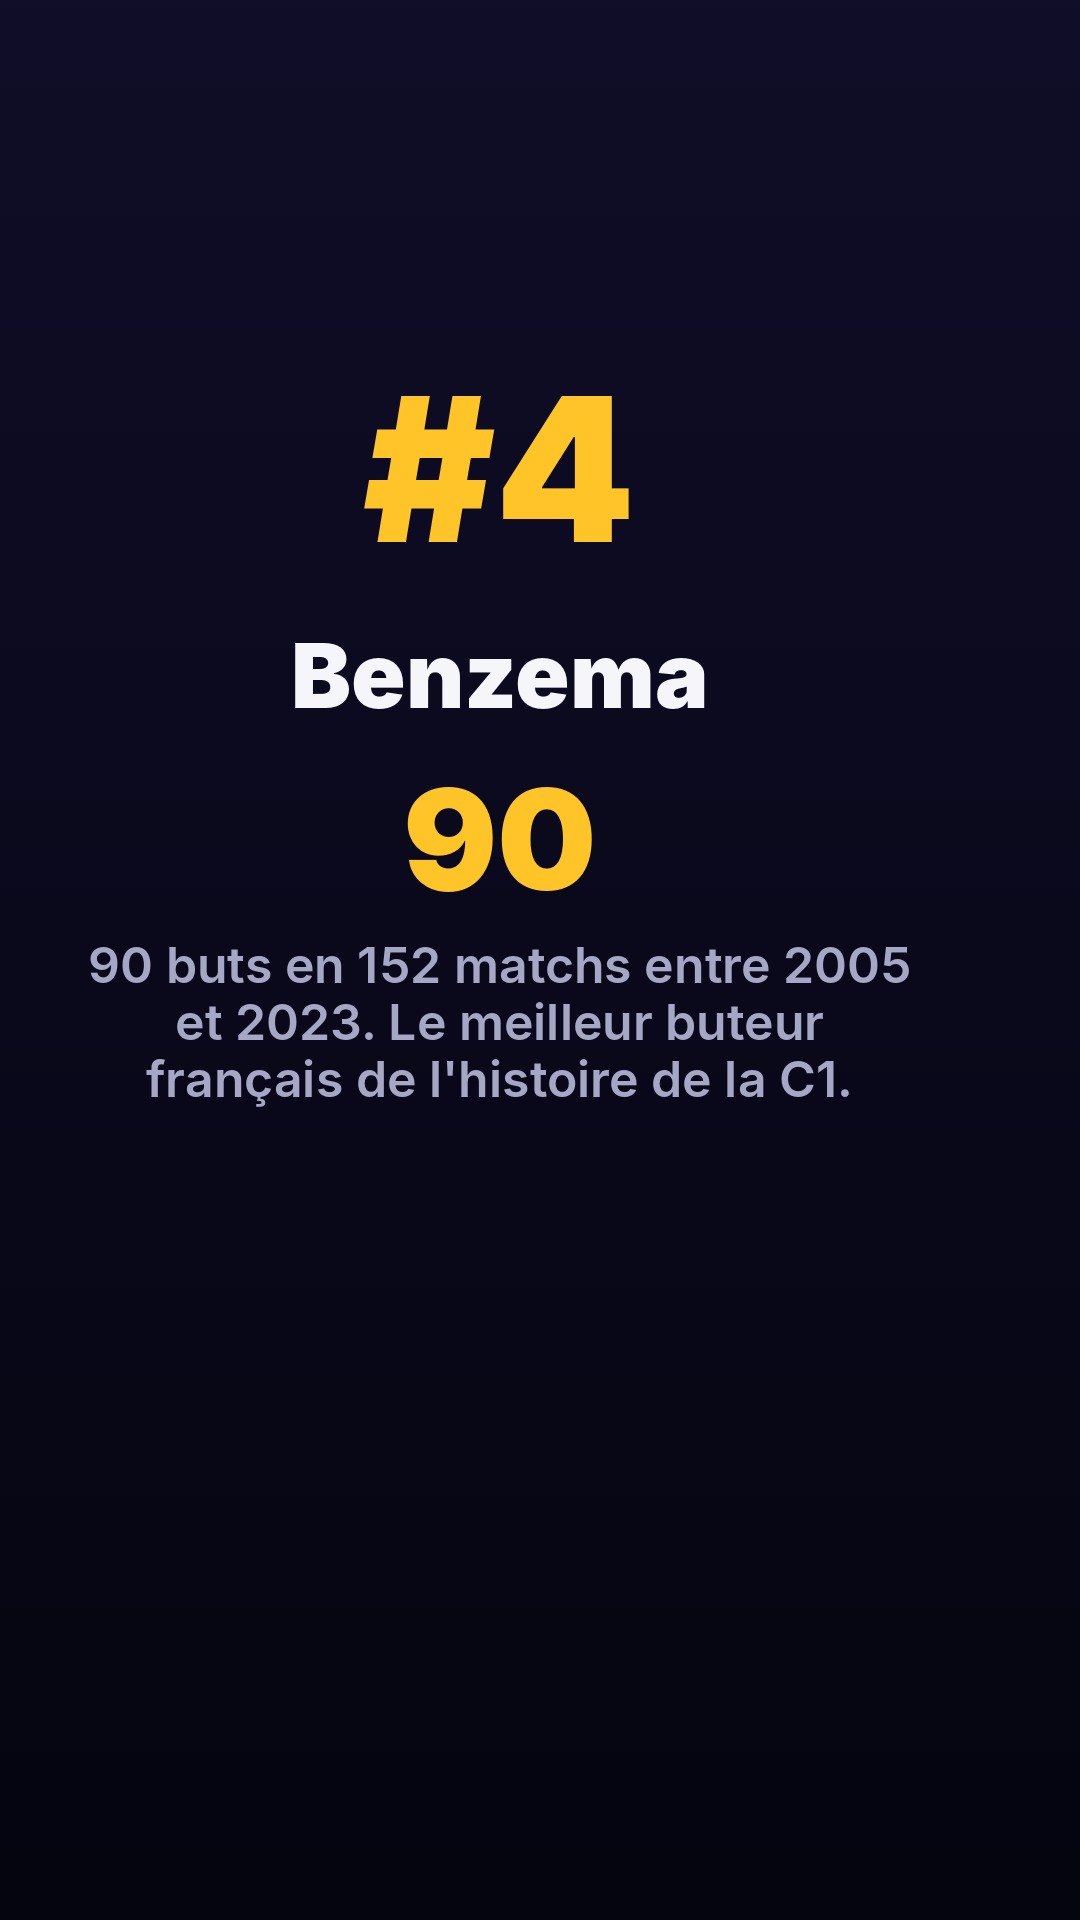 #4
Benzema
90
90 buts en 152 matchs entre 2005
et 2023. Le meilleur buteur
français de l'histoire de la C1.